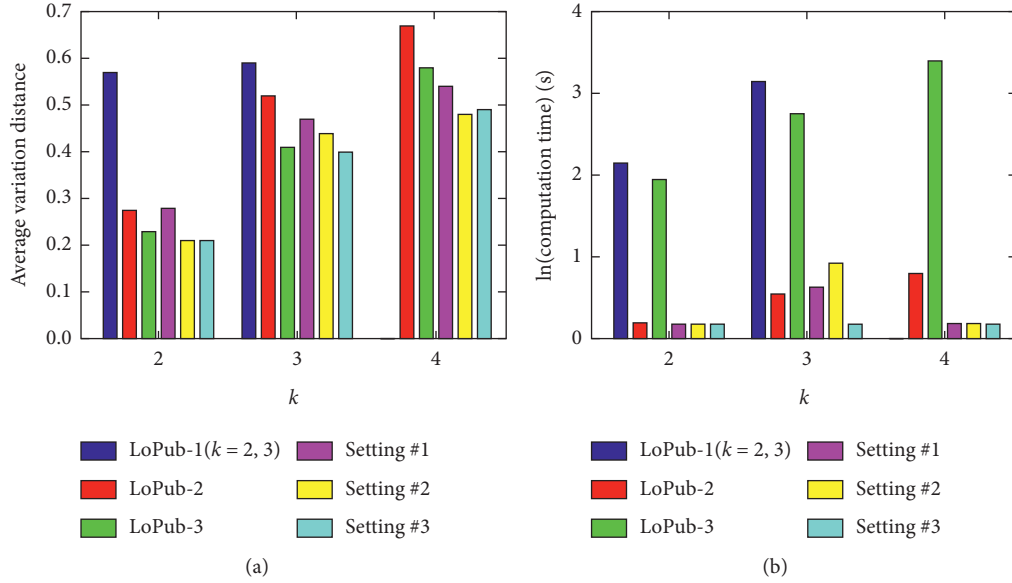 0.7
0.6
0.5
0.4
0.3
0.2
0.1
0.0
Average variation distance
2
3
4
k
LoPub-1(k = 2, 3)
LoPub-2
LoPub-3
Setting #1
Setting #2
Setting #3
(a)
4
3
2
1
0
ln(computation time) (s)
2
3
4
k
LoPub-1(k = 2, 3)
LoPub-2
LoPub-3
Setting #1
Setting #2
Setting #3
(b)